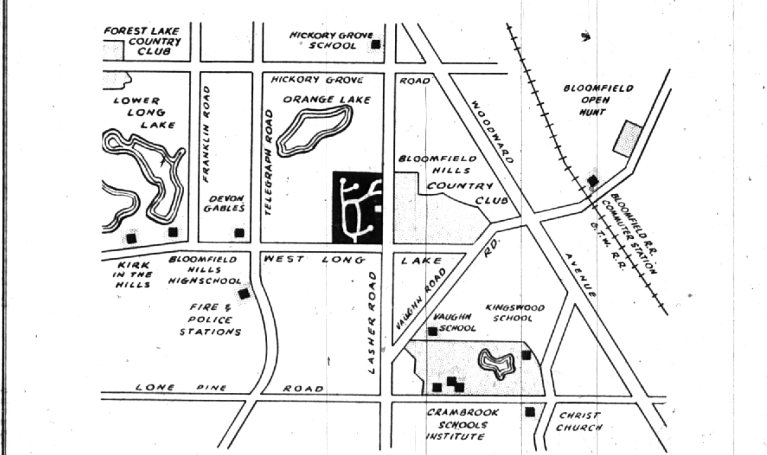 FOREST LAKE
COUNTRY
CLUB
HICKORY GROVE
SCHOOL
HICKORY GROVE ROAD
LOWER
LONG
LAKE
FRANKLIN ROAD
TELEGRAPH ROAD
ORANGE LAKE
WOODWARD
AVENUE
BLOOMFIELD
OPEN
HUNT
BLOOMFIELD
HILLS
COUNTRY
CLUB
DEVON
GABLES
BLOOMFIELD R.R.
COMMUTER STATION
G.T.W. R.R.
KIRK
IN THE
HILLS
BLOOMFIELD
HILLS
HIGHSCHOOL
WEST LONG LAKE RD.
FIRE &
POLICE
STATIONS
LASHER ROAD
VAUGHN ROAD
VAUGHN
SCHOOL
KINGSWOOD
SCHOOL
LONE PINE ROAD
CRAMBROOK
SCHOOLS
INSTITUTE
CHRIST
CHURCH